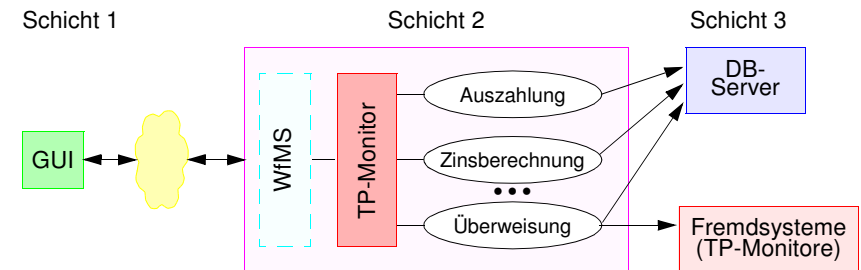 Schicht 1
Schicht 2
Schicht 3
GUI
WfMS
TP-Monitor
Auszahlung
Zinsberechnung
•••
Überweisung
DB-
Server
Fremdsysteme
(TP-Monitore)